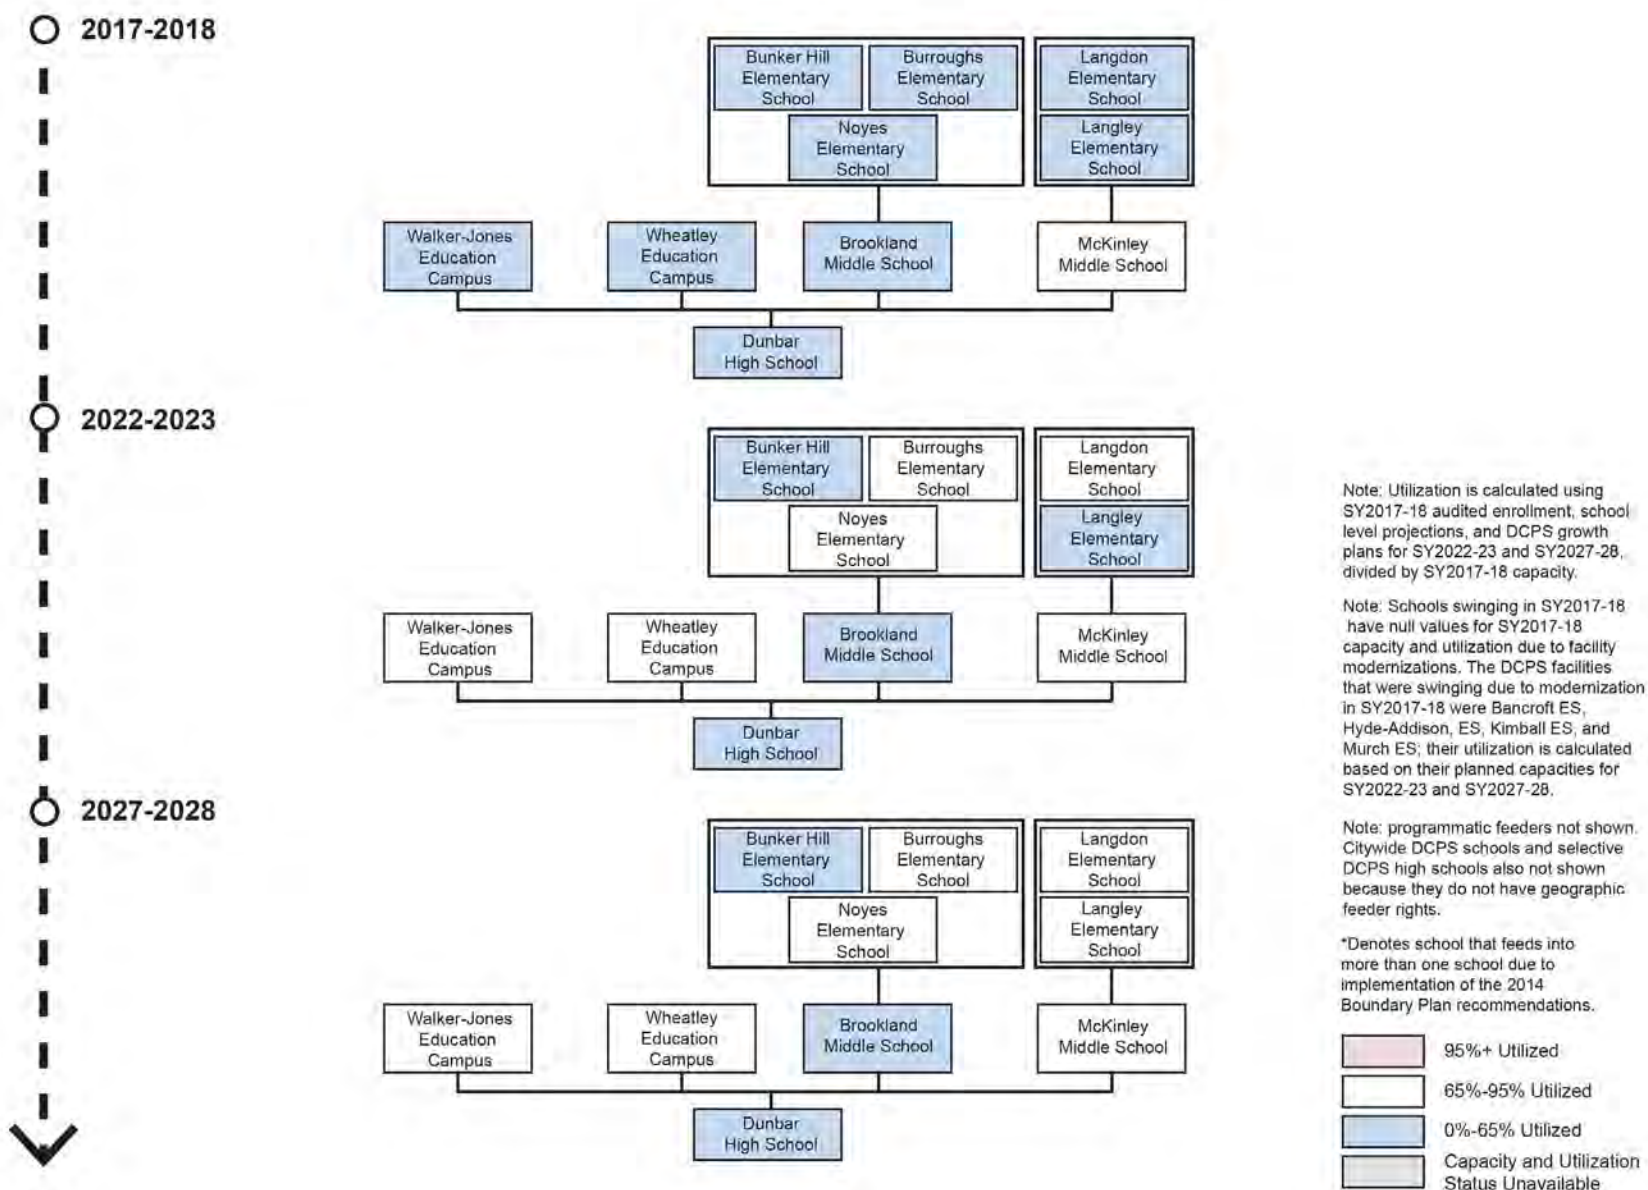 2017-2018
Bunker Hill
Elementary
School
Burroughs
Elementary
School
Noyes
Elementary
School
Langdon
Elementary
School
Langley
Elementary
School
Walker-Jones
Education
Campus
Wheatley
Education
Campus
Brookland
Middle School
McKinley
Middle School
Dunbar
High School
2022-2023
Bunker Hill
Elementary
School
Burroughs
Elementary
School
Noyes
Elementary
School
Langdon
Elementary
School
Langley
Elementary
School
Walker-Jones
Education
Campus
Wheatley
Education
Campus
Brookland
Middle School
McKinley
Middle School
Dunbar
High School
2027-2028
Bunker Hill
Elementary
School
Burroughs
Elementary
School
Noyes
Elementary
School
Langdon
Elementary
School
Langley
Elementary
School
Walker-Jones
Education
Campus
Wheatley
Education
Campus
Brookland
Middle School
McKinley
Middle School
Dunbar
High School
Note: Utilization is calculated using
SY2017-18 audited enrollment, school
level projections, and DCPS growth
plans for SY2022-23 and SY2027-28,
divided by SY2017-18 capacity.
Note: Schools swinging in SY2017-18
have null values for SY2017-18
capacity and utilization due to facility
modernizations. The DCPS facilities
that were swinging due to modernization
in SY2017-18 were Bancroft ES,
Hyde-Addison, ES, Kimball ES, and
Murch ES; their utilization is calculated
based on their planned capacities for
SY2022-23 and SY2027-28.
Note: programmatic feeders not shown.
Citywide DCPS schools and selective
DCPS high schools also not shown
because they do not have geographic
feeder rights.
*Denotes school that feeds into
more than one school due to
implementation of the 2014
Boundary Plan recommendations.
95%+ Utilized
65%-95% Utilized
0%-65% Utilized
Capacity and Utilization
Status Unavailable